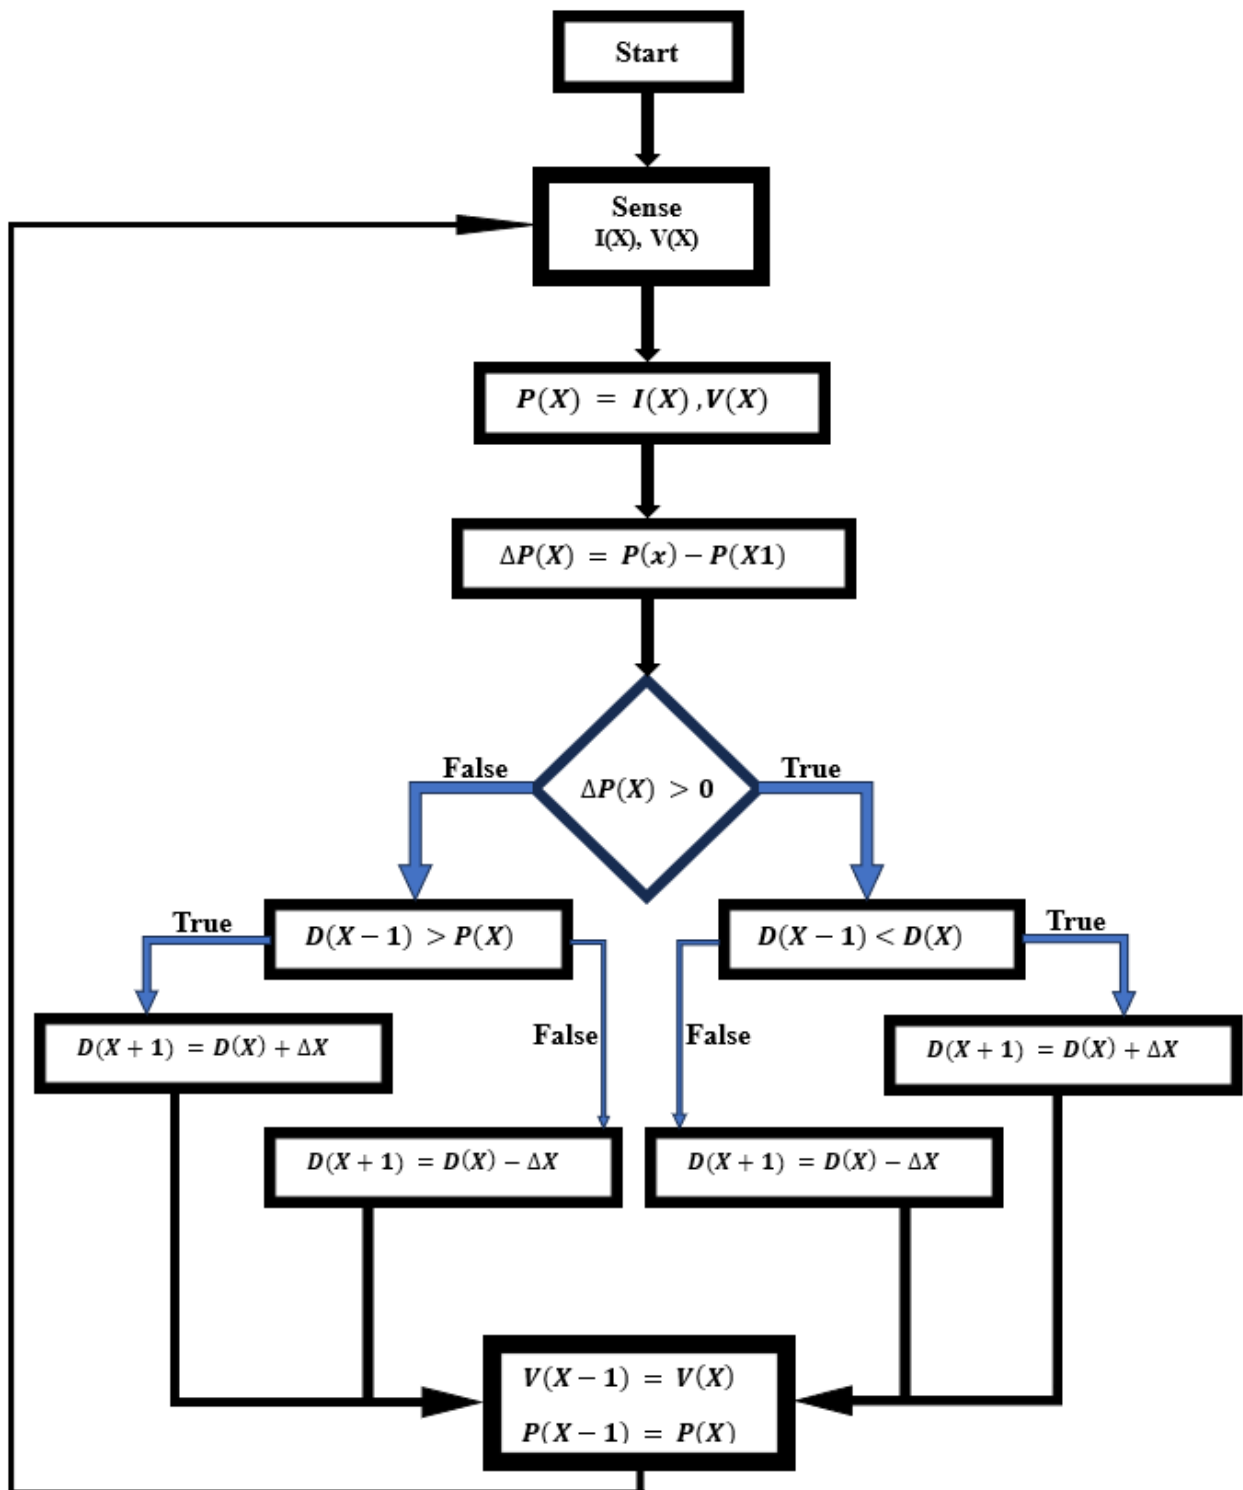 Start
Sense
I(X), V(X)
P(X) = I(X) ,V(X)
ΔP(X) = P(x) − P(X1)
False
True
ΔP(X) > 0
True
D(X − 1) > P(X)
D(X − 1) < D(X)
True
D(X + 1) = D(X) + ΔX
False
False
D(X + 1) = D(X) + ΔX
D(X + 1) = D(X) − ΔX
D(X + 1) = D(X) − ΔX
V(X − 1) = V(X)
P(X − 1) = P(X)